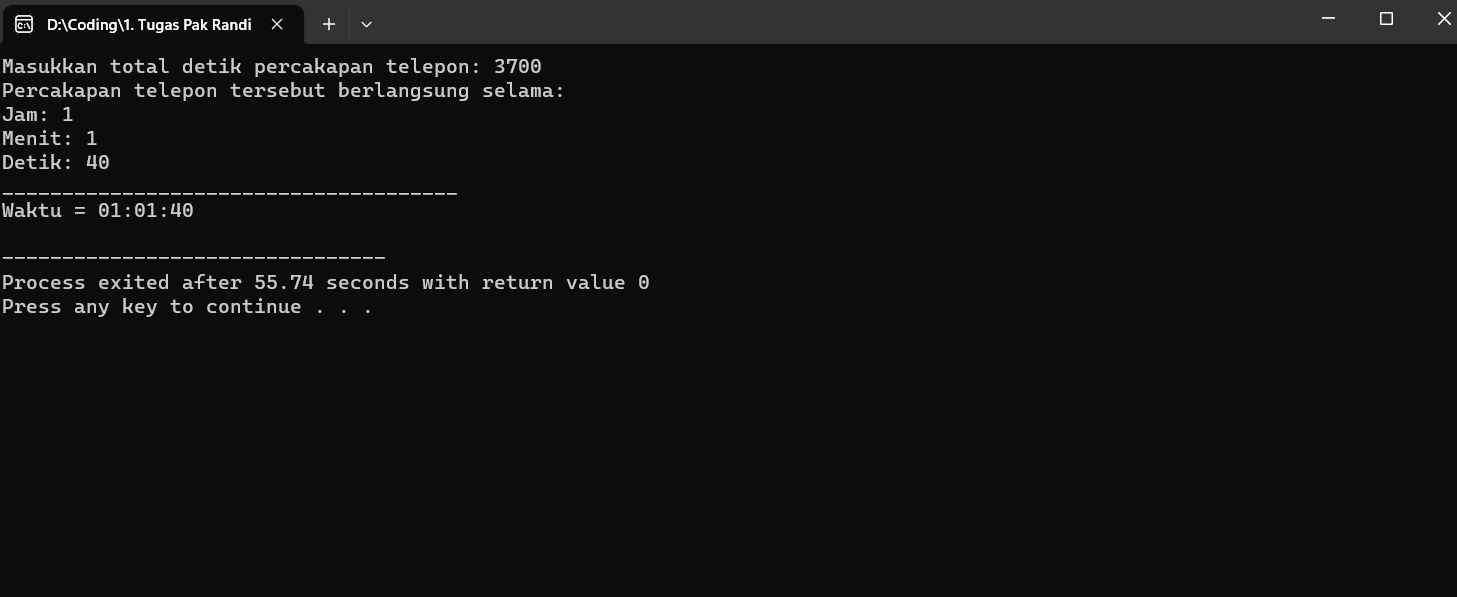 D:\Coding\1. Tugas Pak Randi
Masukkan total detik percakapan telepon: 3700
Percakapan telepon tersebut berlangsung selama:
Jam: 1
Menit: 1
Detik: 40
______________________________________
Waktu = 01:01:40
--------------------------------
Process exited after 55.74 seconds with return value 0
Press any key to continue . . .